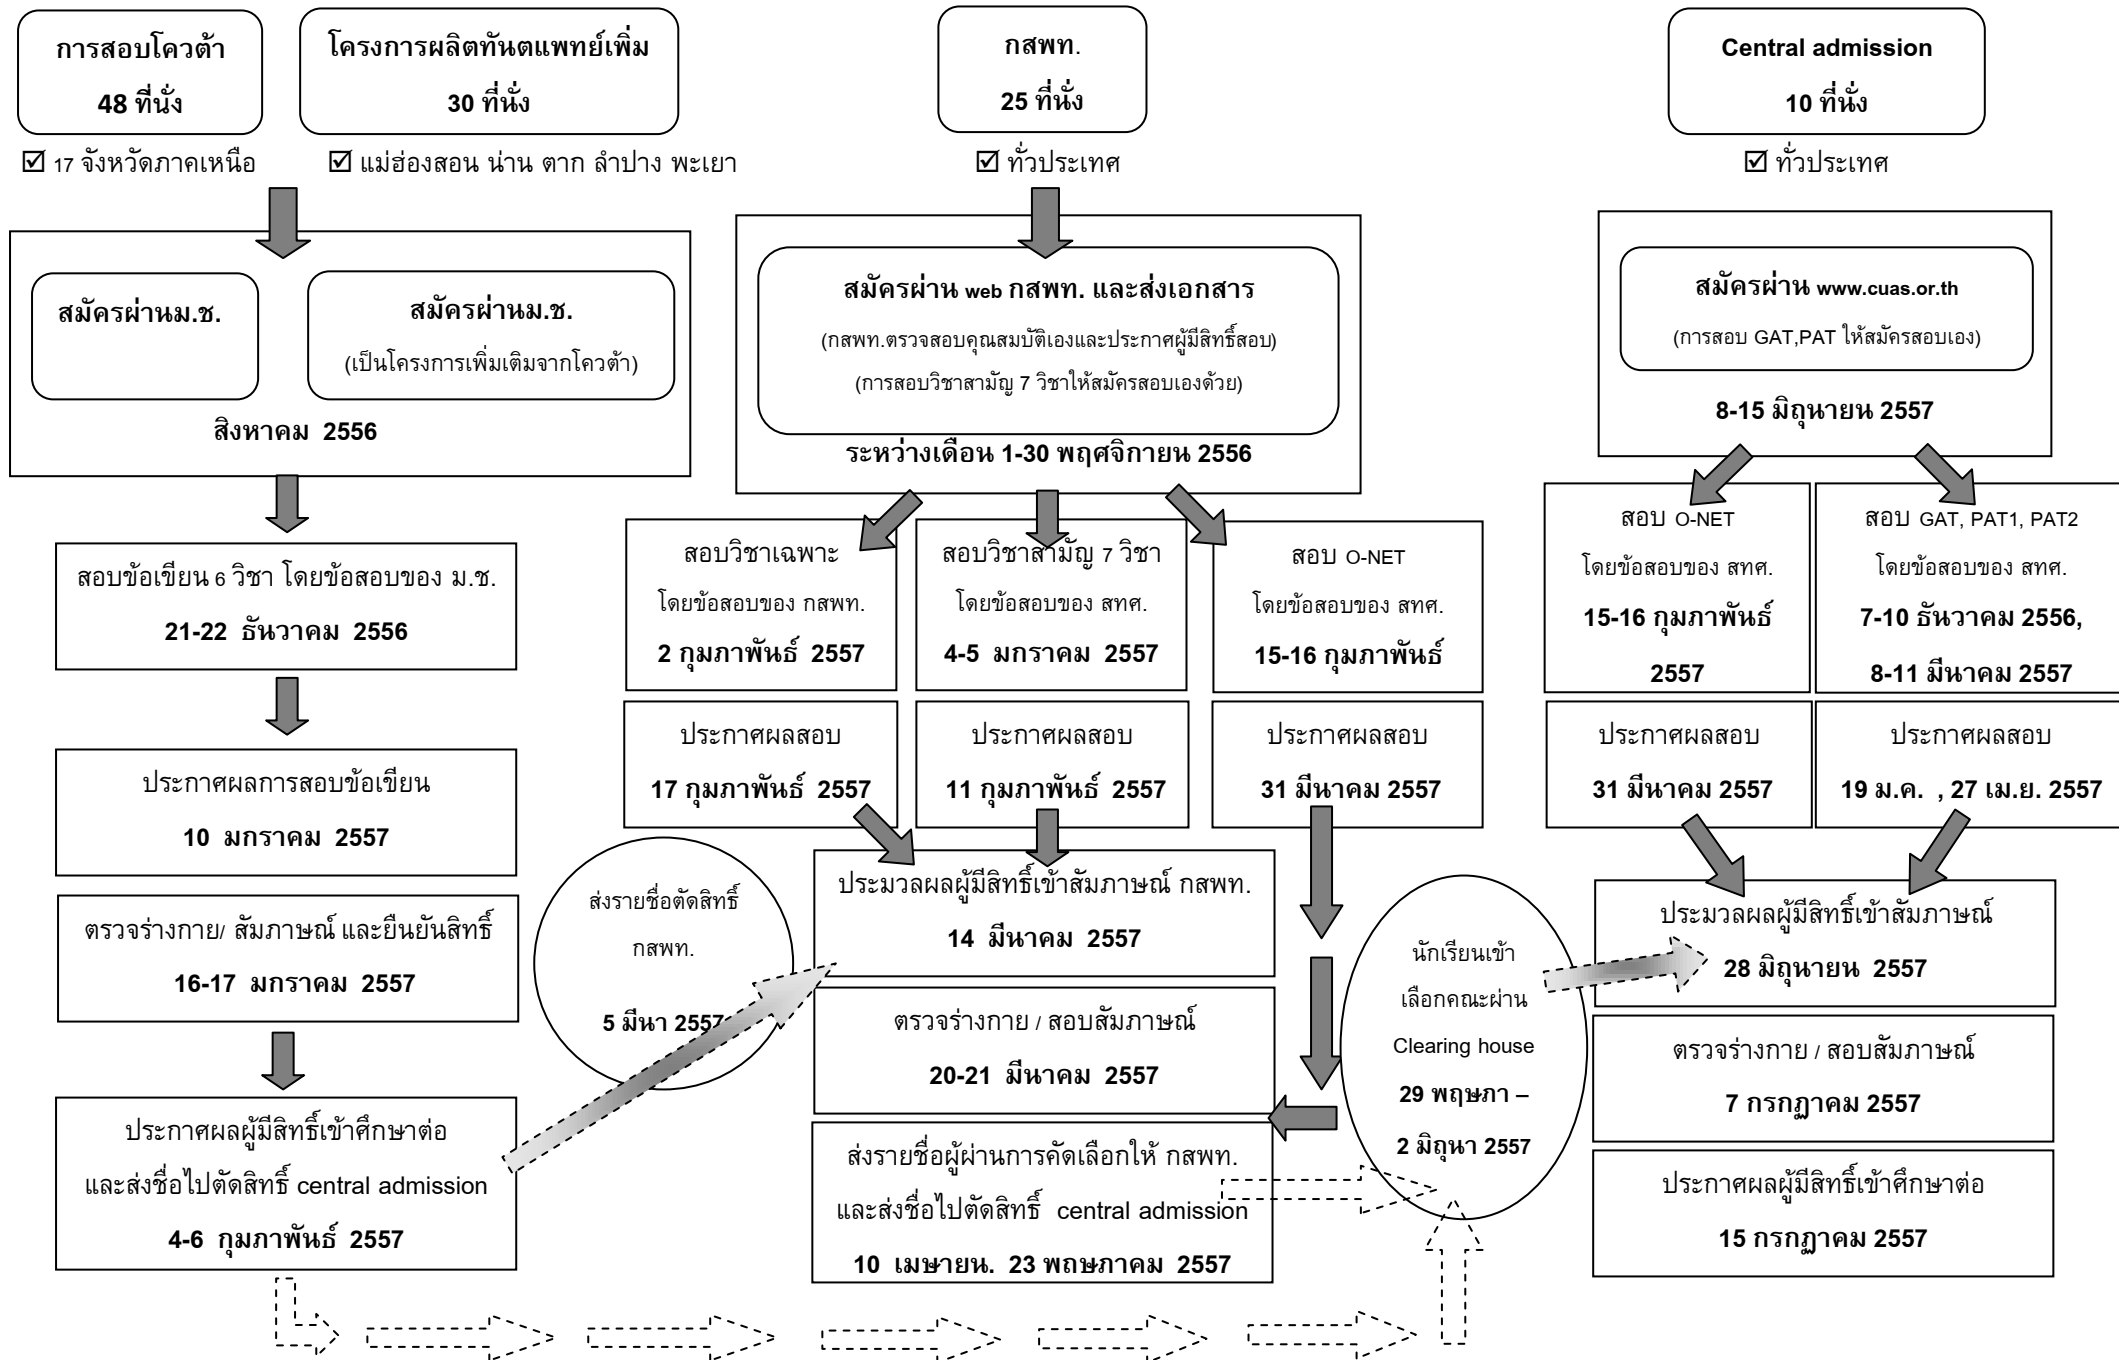 การสอบโควต้า
48 ที่นั่ง
โครงการผลิตทันตแพทย์เพิ่ม
30 ที่นั่ง
กสพท.
25 ที่นั่ง
Central admission
10 ที่นั่ง
☑ 17 จังหวัดภาคเหนือ
☑ แม่ฮ่องสอน น่าน ตาก ลำปาง พะเยา
☑ ทั่วประเทศ
☑ ทั่วประเทศ
สมัครผ่านม.ช.
สมัครผ่านม.ช.
(เป็นโครงการเพิ่มเติมจากโควต้า)
สิงหาคม 2556
สอบข้อเขียน 6 วิชา โดยข้อสอบของ ม.ช.
21-22 ธันวาคม 2556
ประกาศผลการสอบข้อเขียน
10 มกราคม 2557
ตรวจร่างกาย/ สัมภาษณ์ และยืนยันสิทธิ์
16-17 มกราคม 2557
ประกาศผลผู้มีสิทธิ์เข้าศึกษาต่อ
และส่งชื่อไปตัดสิทธิ์ central admission
4-6 กุมภาพันธ์ 2557
สมัครผ่าน web กสพท. และส่งเอกสาร
(กสพท.ตรวจสอบคุณสมบัติเองและประกาศผู้มีสิทธิ์สอบ)
(การสอบวิชาสามัญ 7 วิชาให้สมัครสอบเองด้วย)
ระหว่างเดือน 1-30 พฤศจิกายน 2556
สอบวิชาเฉพาะ
โดยข้อสอบของ กสพท.
2 กุมภาพันธ์ 2557
สอบวิชาสามัญ 7 วิชา
โดยข้อสอบของ สทศ.
4-5 มกราคม 2557
สอบ O-NET
โดยข้อสอบของ สทศ.
15-16 กุมภาพันธ์
ประกาศผลสอบ
17 กุมภาพันธ์ 2557
ประกาศผลสอบ
11 กุมภาพันธ์ 2557
ประกาศผลสอบ
31 มีนาคม 2557
ส่งรายชื่อตัดสิทธิ์
กสพท.
5 มีนา 2557
ประมวลผลผู้มีสิทธิ์เข้าสัมภาษณ์ กสพท.
14 มีนาคม 2557
ตรวจร่างกาย / สอบสัมภาษณ์
20-21 มีนาคม 2557
ส่งรายชื่อผู้ผ่านการคัดเลือกให้ กสพท.
และส่งชื่อไปตัดสิทธิ์ central admission
10 เมษายน. 23 พฤษภาคม 2557
นักเรียนเข้า
เลือกคณะผ่าน
Clearing house
29 พฤษภา –
2 มิถุนา 2557
สมัครผ่าน www.cuas.or.th
(การสอบ GAT,PAT ให้สมัครสอบเอง)
8-15 มิถุนายน 2557
สอบ O-NET
โดยข้อสอบของ สทศ.
15-16 กุมภาพันธ์
2557
สอบ GAT, PAT1, PAT2
โดยข้อสอบของ สทศ.
7-10 ธันวาคม 2556,
8-11 มีนาคม 2557
ประกาศผลสอบ
31 มีนาคม 2557
ประกาศผลสอบ
19 ม.ค. , 27 เม.ย. 2557
ประมวลผลผู้มีสิทธิ์เข้าสัมภาษณ์
28 มิถุนายน 2557
ตรวจร่างกาย / สอบสัมภาษณ์
7 กรกฏาคม 2557
ประกาศผลผู้มีสิทธิ์เข้าศึกษาต่อ
15 กรกฏาคม 2557